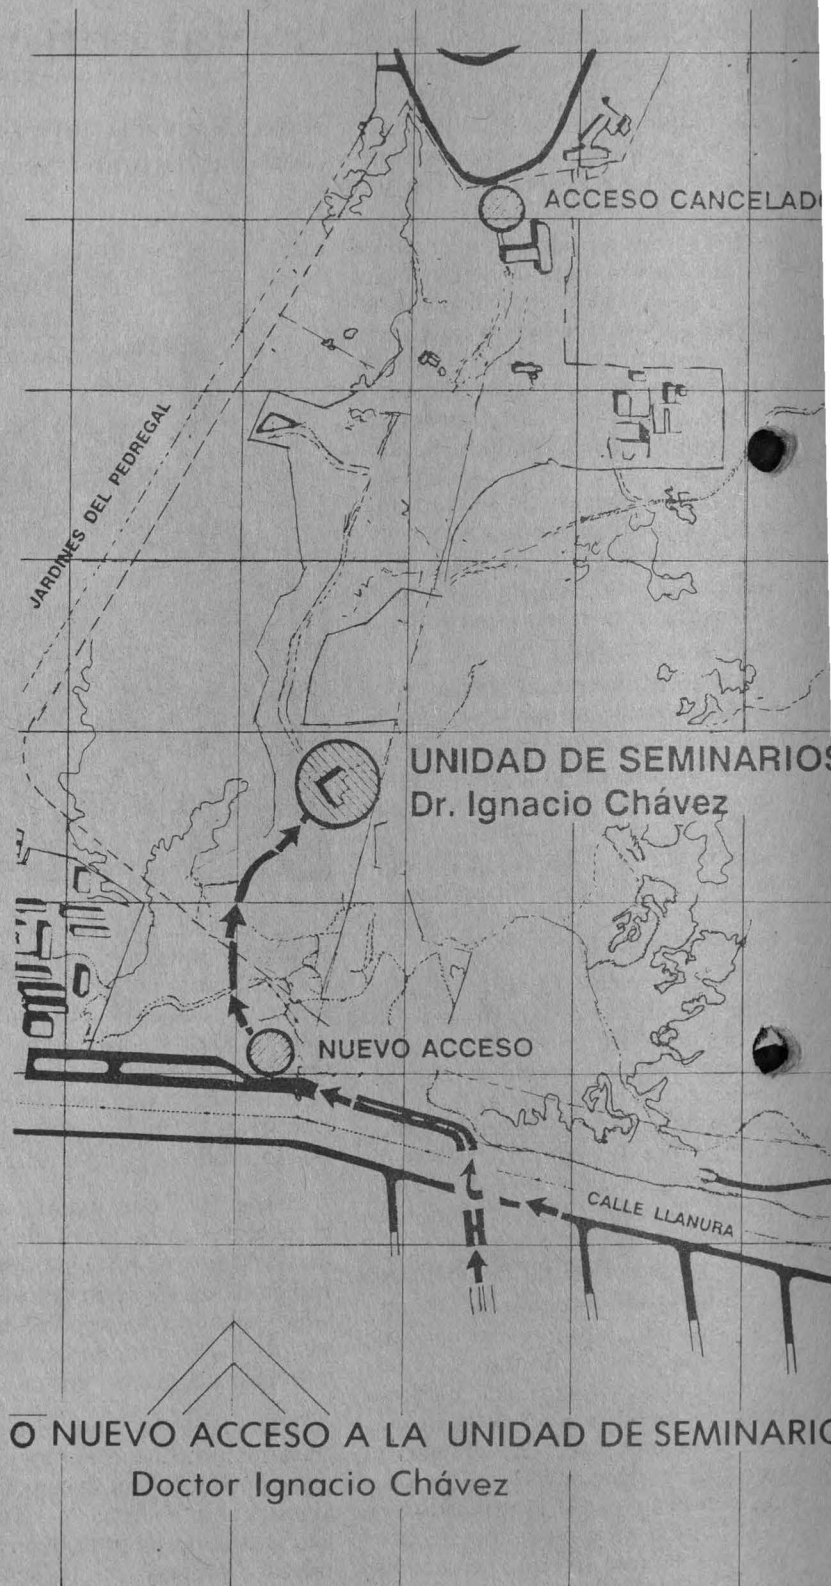 ACCESO CANCELADO
JARDINES DEL PEDREGAL
UNIDAD DE SEMINARIOS
Dr. Ignacio Chávez
NUEVO ACCESO
CALLE LLANURA
O NUEVO ACCESO A LA UNIDAD DE SEMINARIO
Doctor Ignacio Chávez